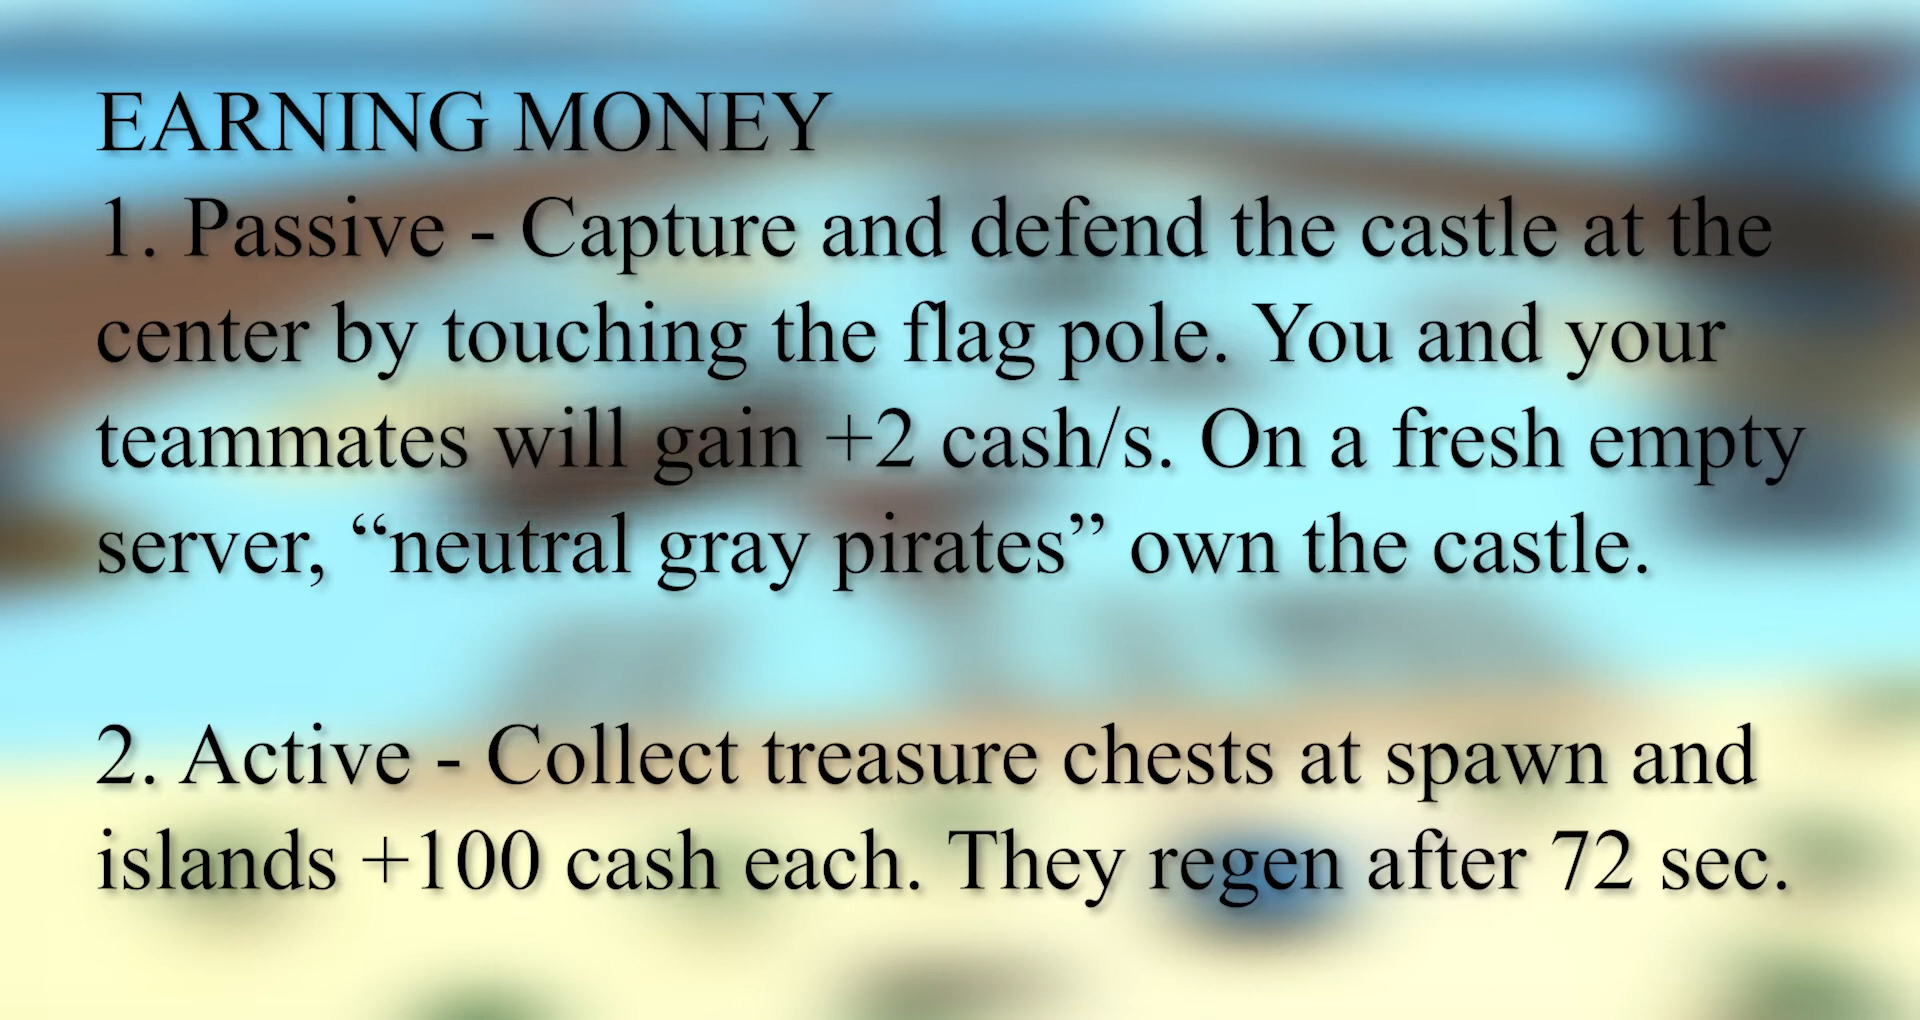 EARNING MONEY
1. Passive - Capture and defend the castle at the
center by touching the flag pole. You and your
teammates will gain +2 cash/s. On a fresh empty
server, “neutral gray pirates” own the castle.
2. Active - Collect treasure chests at spawn and
islands +100 cash each. They regen after 72 sec.